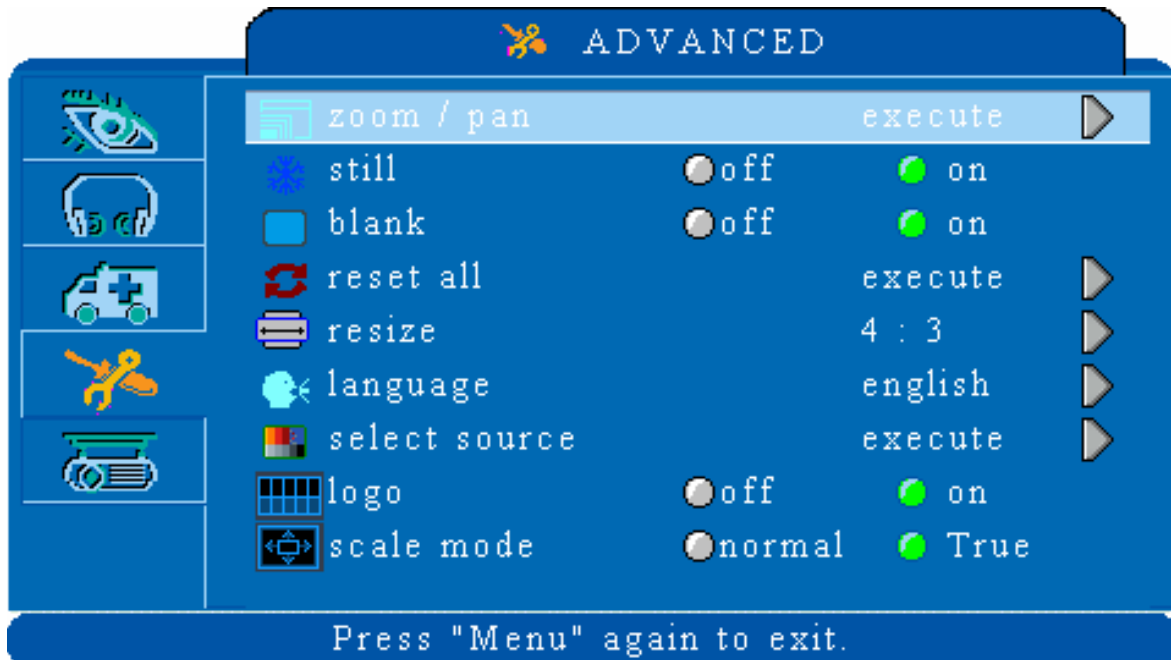 ADVANCED
zoom / pan execute
still off on
blank off on
reset all execute
resize 4 : 3
language english
select source execute
logo off on
scale mode normal True
Press "Menu" again to exit.